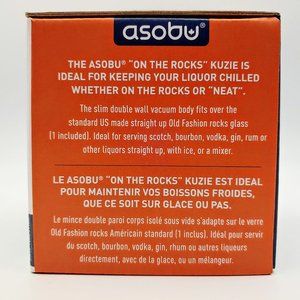 asobu®
THE ASOBU® "ON THE ROCKS" KUZIE IS
IDEAL FOR KEEPING YOUR LIQUOR CHILLED
WHETHER ON THE ROCKS OR "NEAT".
The slim double wall vacuum body fits over the
standard US made straight up Old Fashion rocks glass
(1 included). Ideal for serving scotch, bourbon, vodka, gin, rum or
other liquors straight up, with ice, or a mixer.
LE ASOBU® "ON THE ROCKS" KUZIE EST IDEAL
POUR MAINTENIR VOS BOISSONS FROIDES,
QUE CE SOIT SUR GLACE OU PAS.
Le mince double paroi corps isolé sous vide s'adapte sur le verre
Old Fashion rocks Américain standard (1 inclus). Idéal pour servir
du scotch, bourbon, vodka, gin, rhum ou autres liqueurs
directement, avec de la glace, ou un mélangeur.